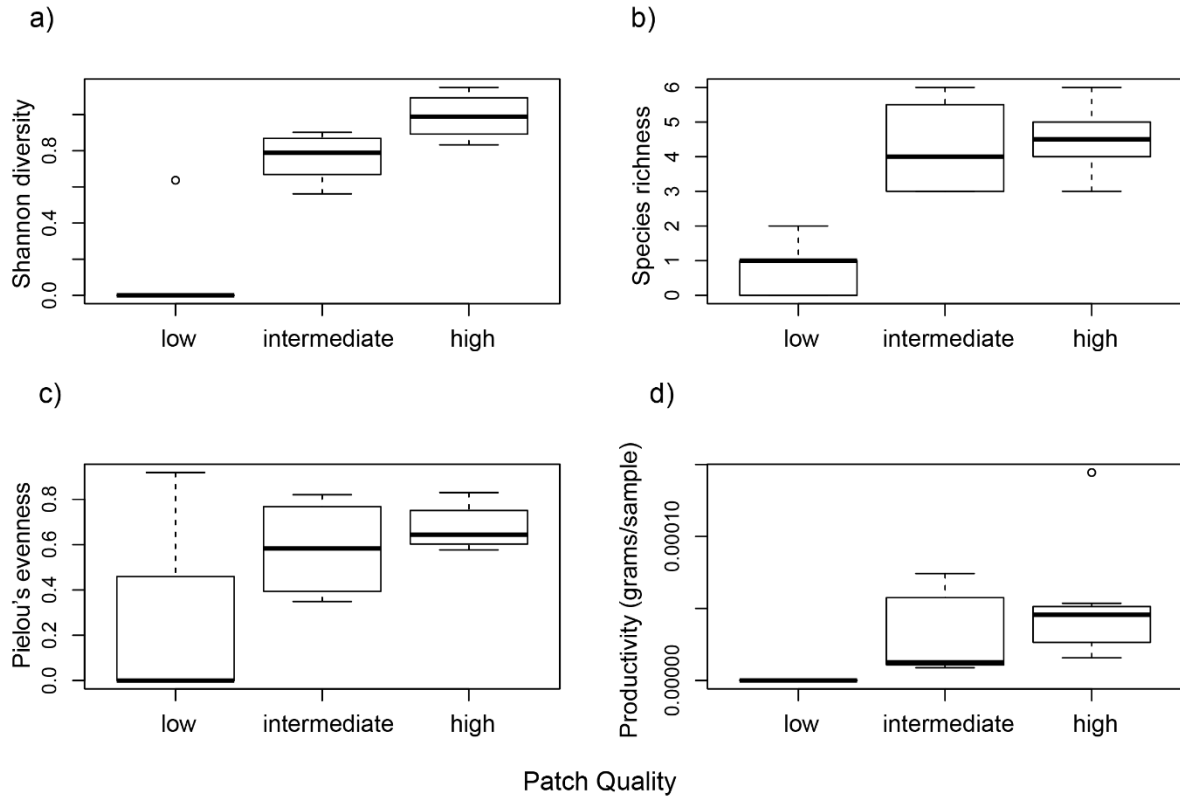 a)
Shannon diversity
0.8
0.4
0.0
low intermediate high
b)
Species richness
6
5
4
3
2
1
0
low intermediate high
c)
Pielou's evenness
0.8
0.6
0.4
0.2
0.0
low intermediate high
d)
Productivity (grams/sample)
0.00010
0.00000
low intermediate high
Patch Quality